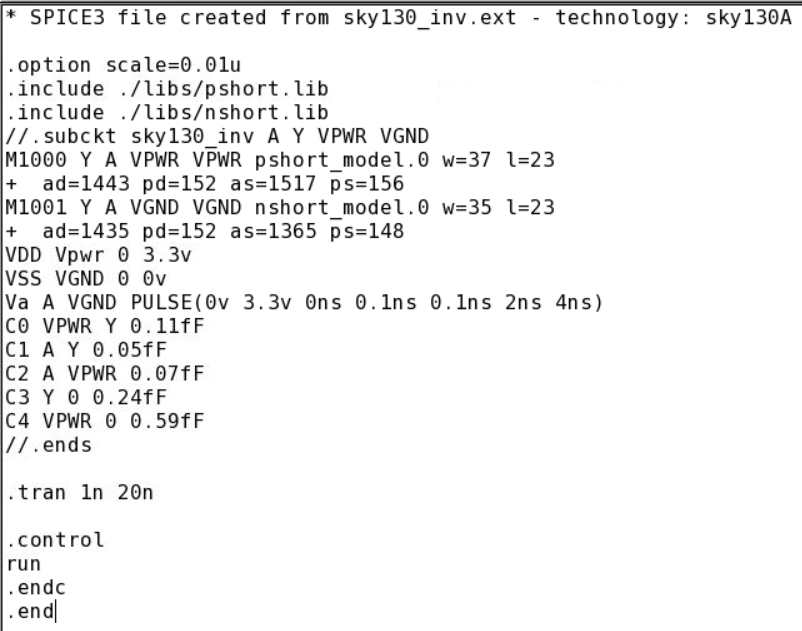 * SPICE3 file created from sky130_inv.ext - technology: sky130A
.option scale=0.01u
.include ./libs/pshort.lib
.include ./libs/nshort.lib
//.subckt sky130_inv A Y VPWR VGND
M1000 Y A VPWR VPWR pshort_model.0 w=37 l=23
+  ad=1443 pd=152 as=1517 ps=156
M1001 Y A VGND VGND nshort_model.0 w=35 l=23
+  ad=1435 pd=152 as=1365 ps=148
VDD Vpwr 0 3.3v
VSS VGND 0 0v
Va A VGND PULSE(0v 3.3v 0ns 0.1ns 0.1ns 2ns 4ns)
C0 VPWR Y 0.11fF
C1 A Y 0.05fF
C2 A VPWR 0.07fF
C3 Y 0 0.24fF
C4 VPWR 0 0.59fF
//.ends
.tran 1n 20n
.control
run
.endc
.end